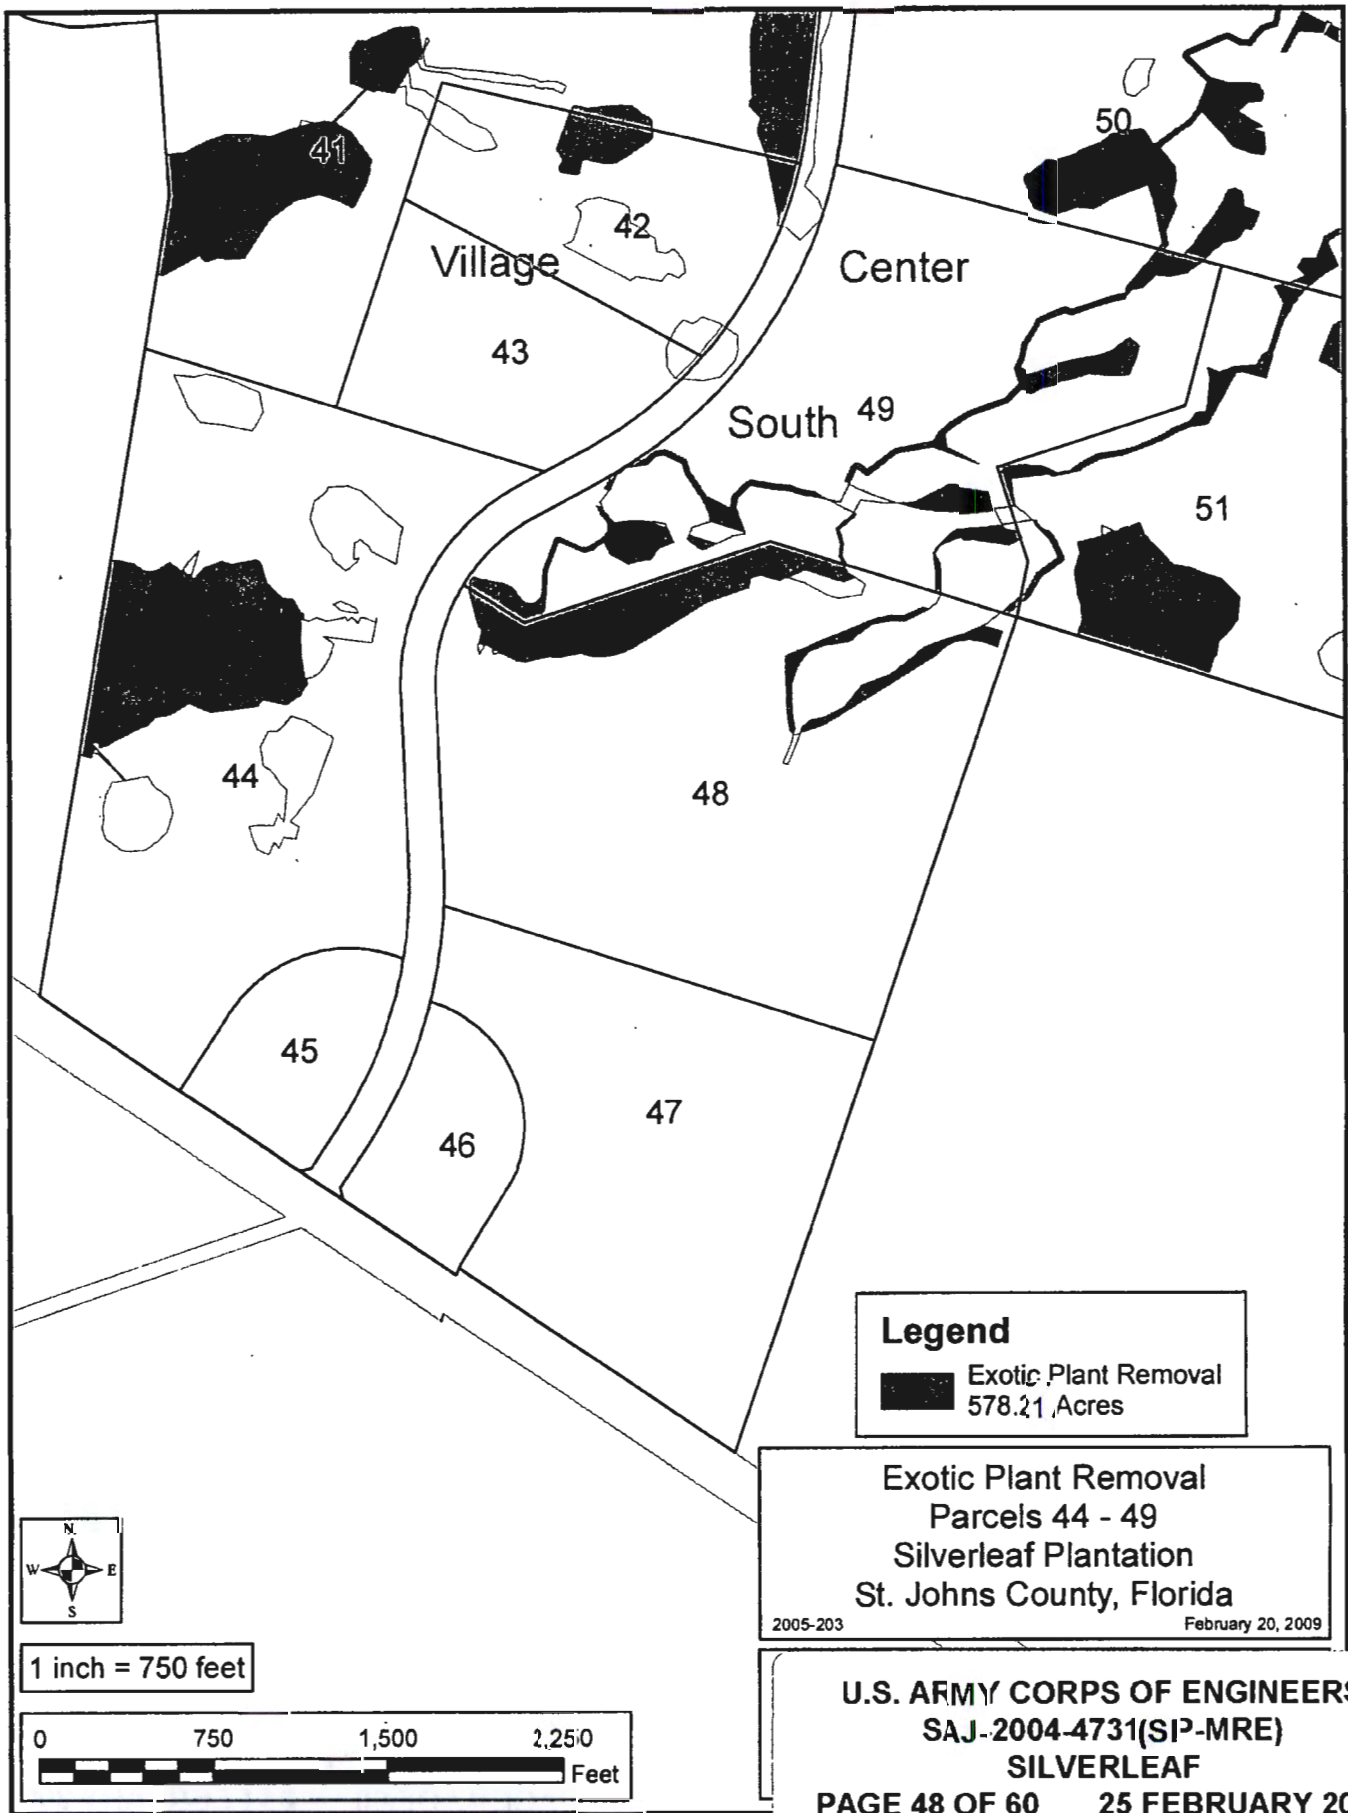 50
41
42
Village
Center
43
South 49
51
44
48
45
47
46
Legend
Exotic Plant Removal
578.21 Acres
Exotic Plant Removal
Parcels 44 - 49
Silverleaf Plantation
St. Johns County, Florida
2005-203 February 20, 2009
N
W E
S
1 inch = 750 feet
0 750 1,500 2,250
Feet
U.S. ARMY CORPS OF ENGINEERS
SAJ-2004-4731(SIP-MRE)
SILVERLEAF
PAGE 48 OF 60 25 FEBRUARY